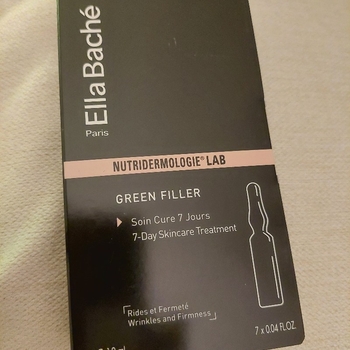 Ella Baché
Paris
NUTRIDERMOLOGIE® LAB
GREEN FILLER
Soin Cure 7 Jours
7-Day Skincare Treatment
Rides et Fermeté
Wrinkles and Firmness
7 x 0.04 FL.OZ.